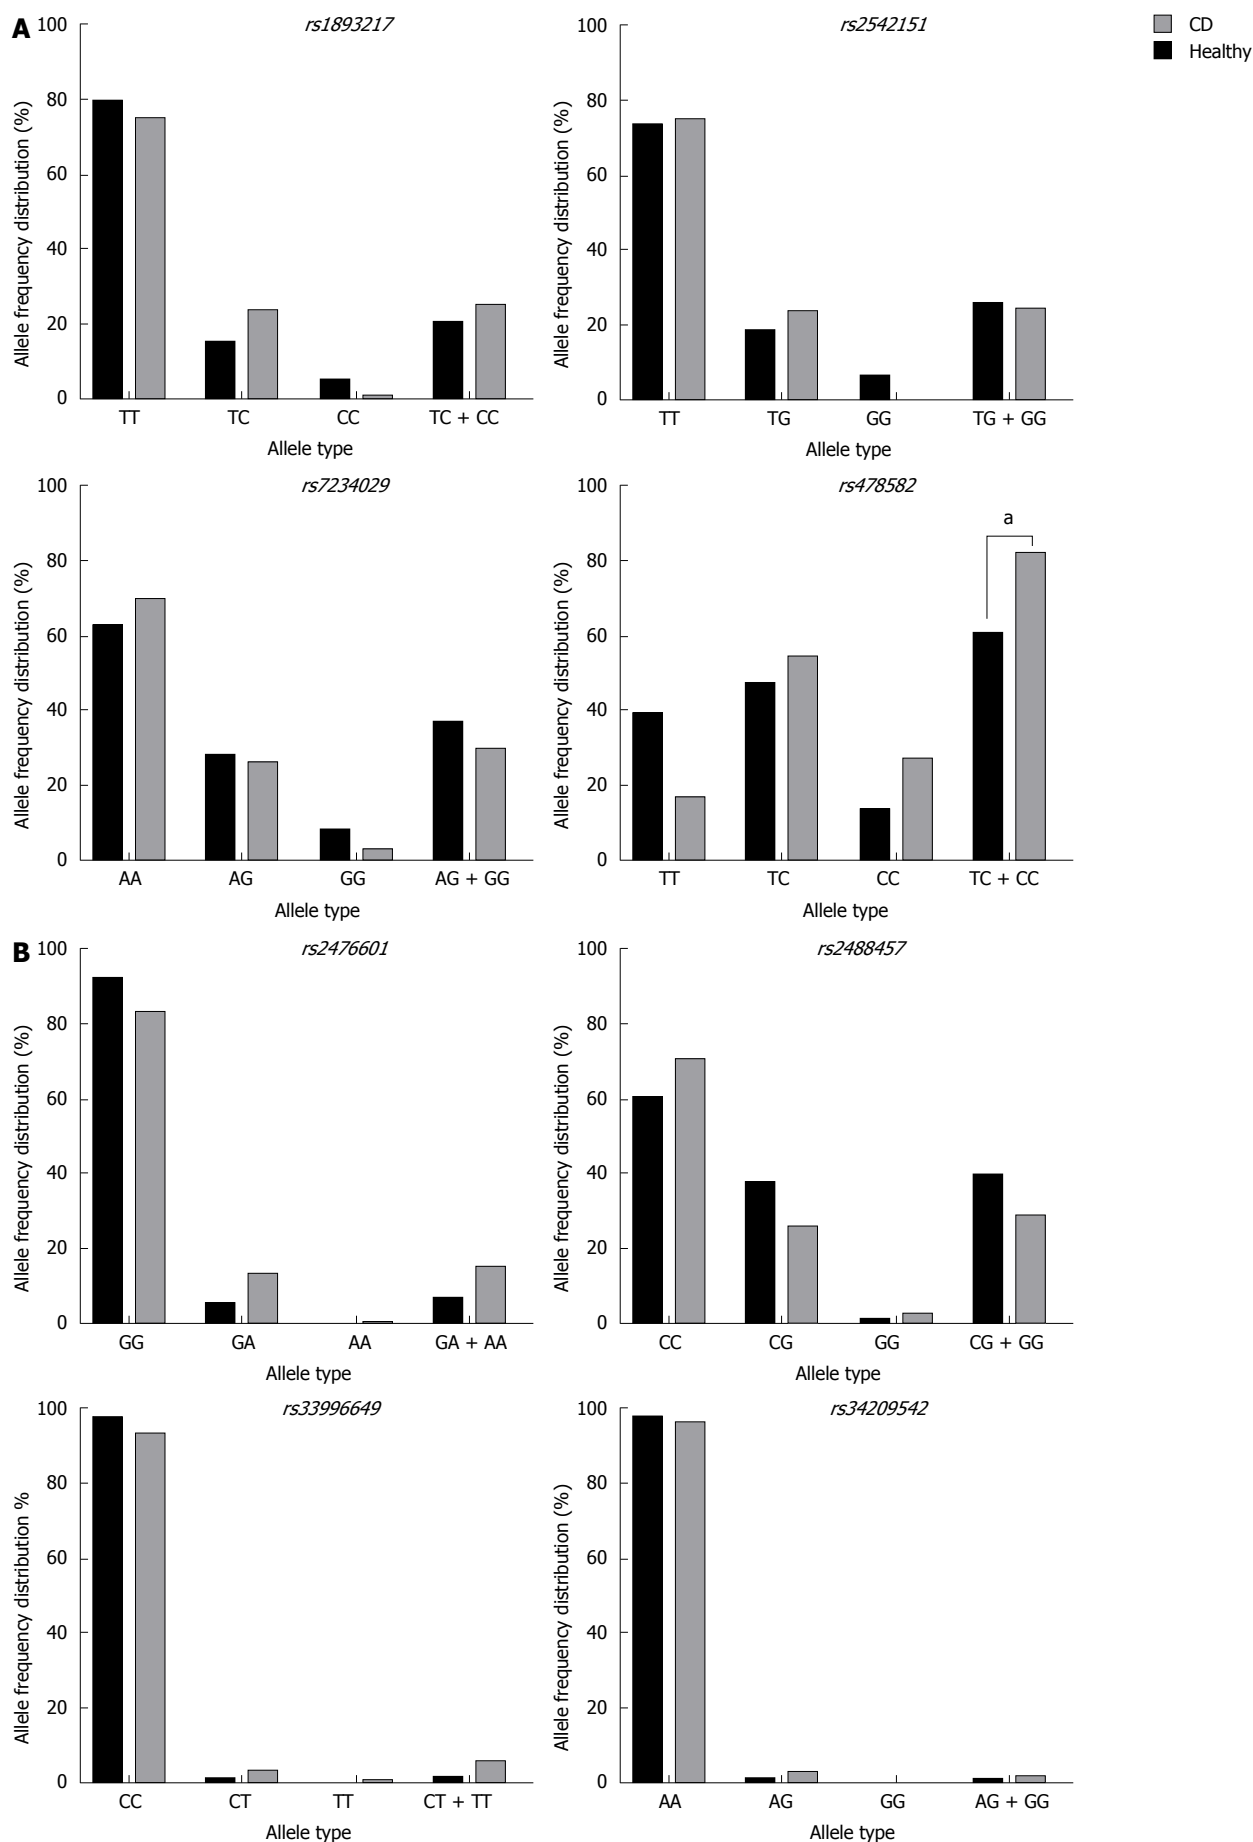 A
rs1893217
100
80
60
40
20
0
Allele frequency distribution (%)
TT TC CC TC + CC
Allele type
rs2542151
100
80
60
40
20
0
Allele frequency distribution (%)
TT TG GG TG + GG
Allele type
CD
Healthy
rs7234029
100
80
60
40
20
0
Allele frequency distribution (%)
AA AG GG AG + GG
Allele type
rs478582
100
80
60
40
20
0
Allele frequency distribution (%)
a
TT TC CC TC + CC
Allele type
B
rs2476601
100
80
60
40
20
0
Allele frequency distribution (%)
GG GA AA GA + AA
Allele type
rs2488457
100
80
60
40
20
0
Allele frequency distribution (%)
CC CG GG CG + GG
Allele type
rs33996649
100
80
60
40
20
0
Allele frequency distribution %
CC CT TT CT + TT
Allele type
rs34209542
100
80
60
40
20
0
Allele frequency distribution (%)
AA AG GG AG + GG
Allele type